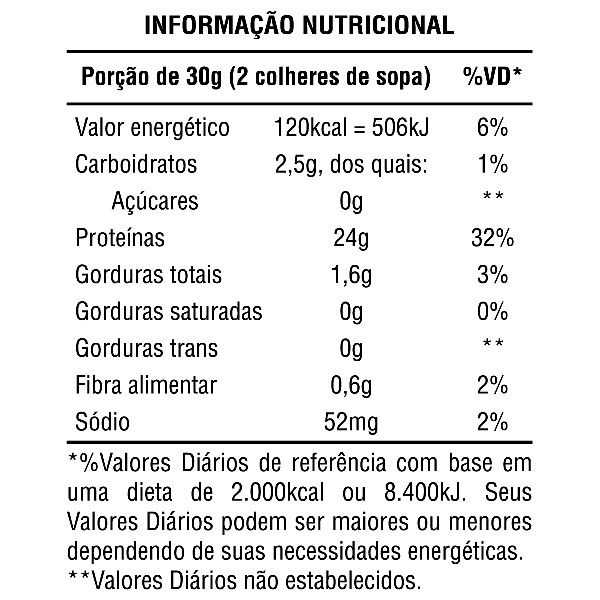 INFORMAÇÃO NUTRICIONAL
Porção de 30g (2 colheres de sopa) %VD*
Valor energético 120kcal = 506kJ 6%
Carboidratos 2,5g, dos quais: 1%
Açúcares 0g **
Proteínas 24g 32%
Gorduras totais 1,6g 3%
Gorduras saturadas 0g 0%
Gorduras trans 0g **
Fibra alimentar 0,6g 2%
Sódio 52mg 2%
*%Valores Diários de referência com base em
uma dieta de 2.000kcal ou 8.400kJ. Seus
Valores Diários podem ser maiores ou menores
dependendo de suas necessidades energéticas.
**Valores Diários não estabelecidos.